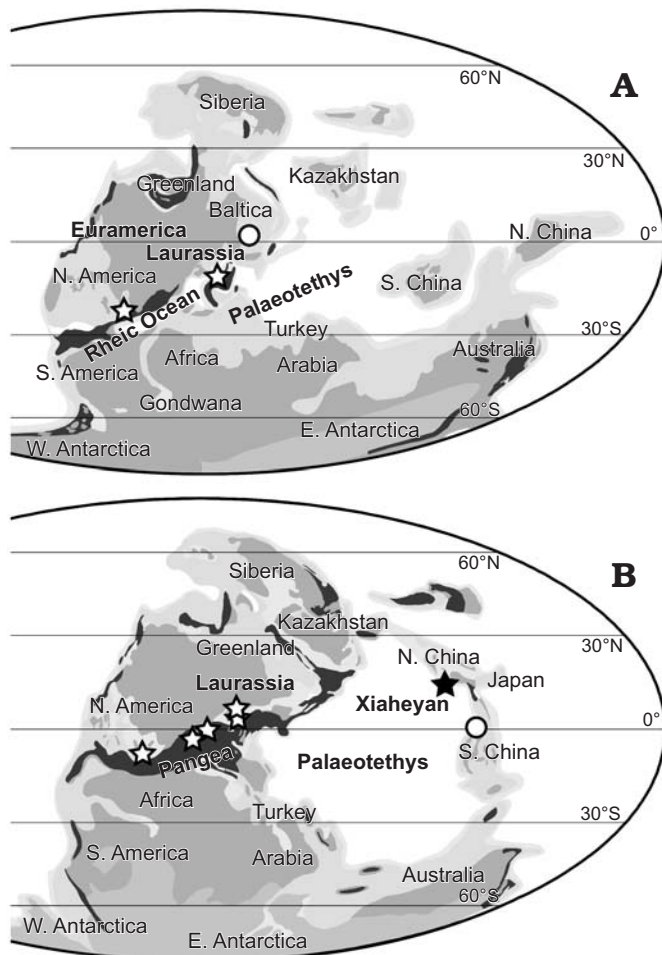 60°N
A
Siberia
30°N
Kazakhstan
Greenland
Baltica
Euramerica
N. China
0°
Laurassia
N. America
S. China
Palaeotethys
Rheic Ocean
Turkey
30°S
Africa
Arabia
Australia
S. America
Gondwana
60°S
E. Antarctica
W. Antarctica
60°N
B
Siberia
Kazakhstan
30°N
Greenland
N. China
Japan
Laurassia
Xiaheyan
N. America
0°
S. China
Pangea
Palaeotethys
Africa
Turkey
30°S
S. America
Arabia
Australia
60°S
W. Antarctica
E. Antarctica